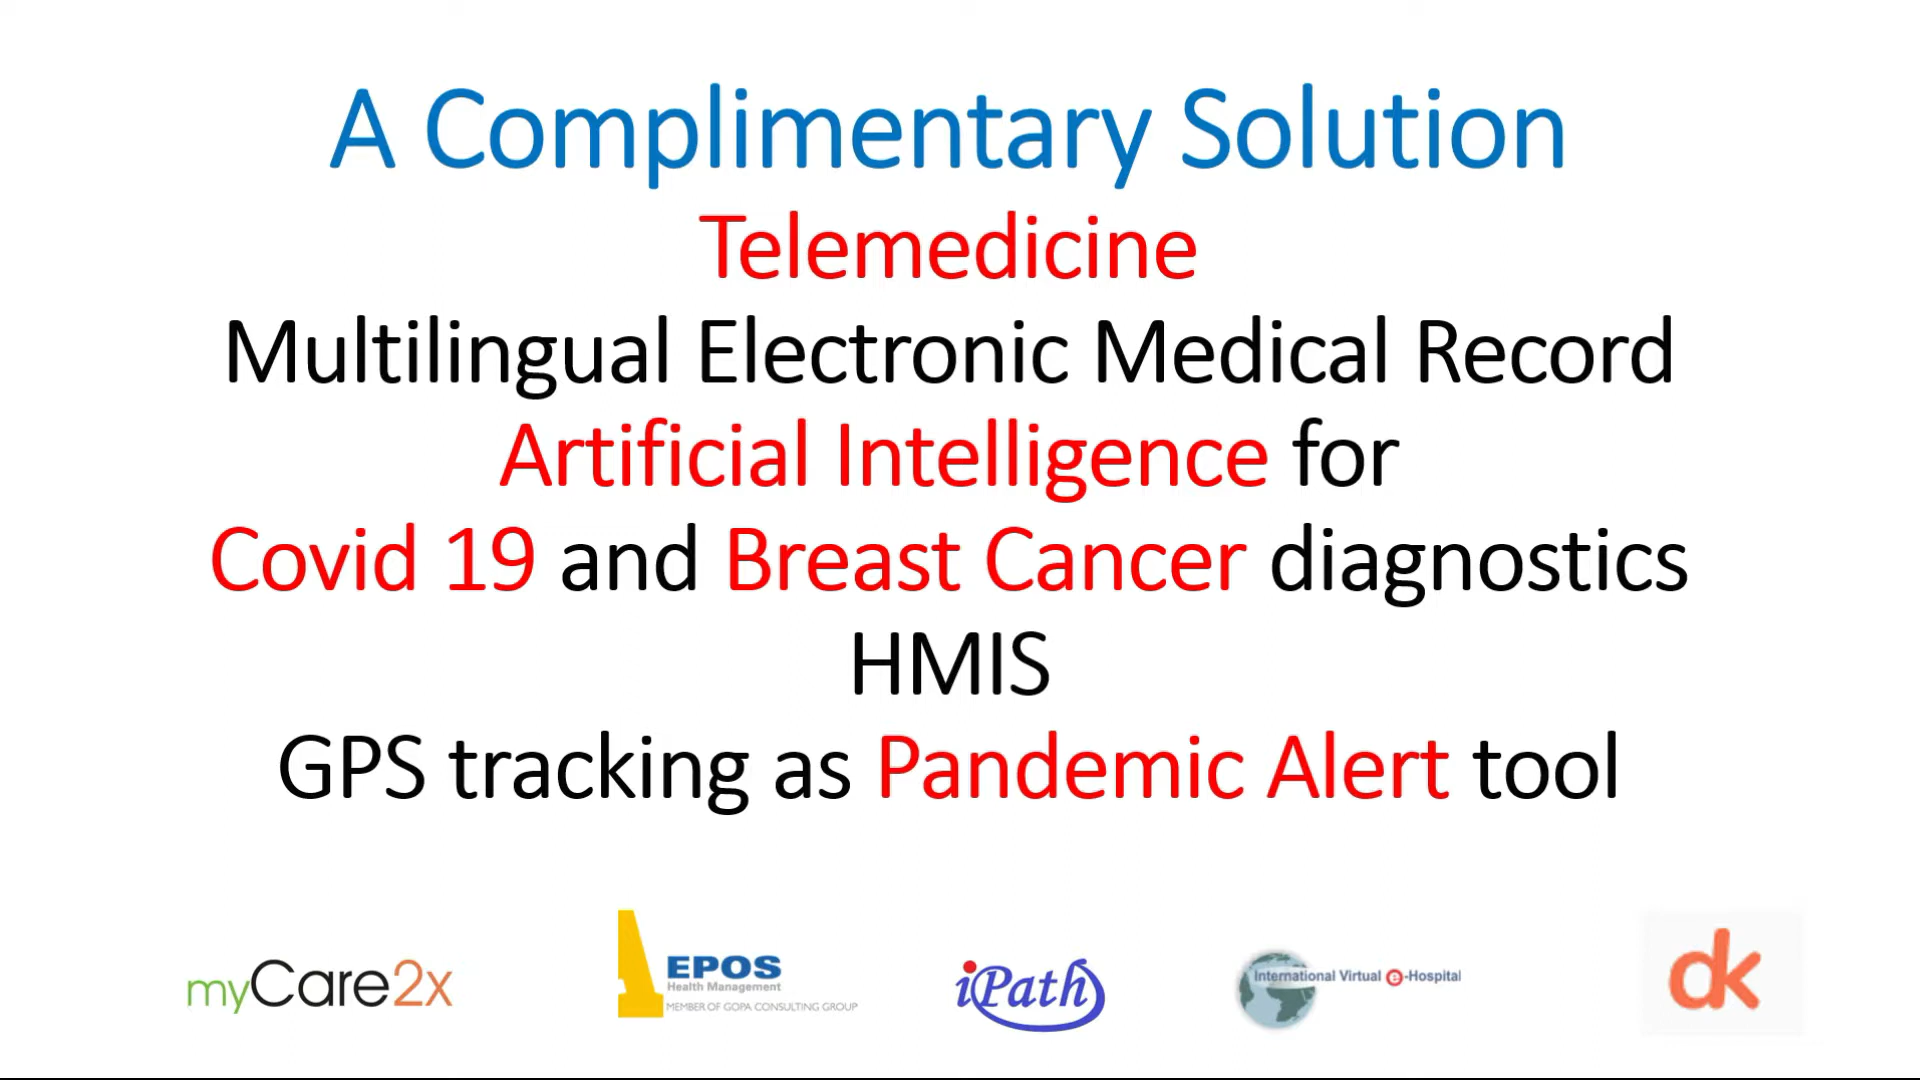 A Complimentary Solution
Telemedicine
Multilingual Electronic Medical Record
Artificial Intelligence for
Covid 19 and Breast Cancer diagnostics
HMIS
GPS tracking as Pandemic Alert tool
myCare2x
EPOS
Health Management
MEMBER OF GOPA CONSULTING GROUP
iPath
International Virtual e-Hospital
dk